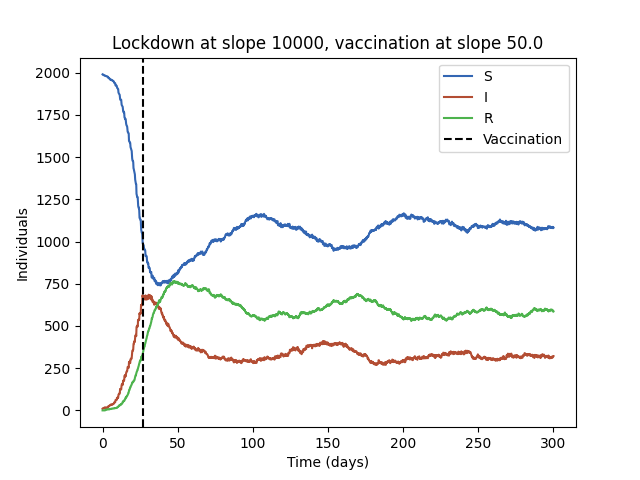 Lockdown at slope 10000, vaccination at slope 50.0
S
I
R
Vaccination
2000
1750
1500
1250
1000
750
500
250
0
Individuals
0 50 100 150 200 250 300
Time (days)